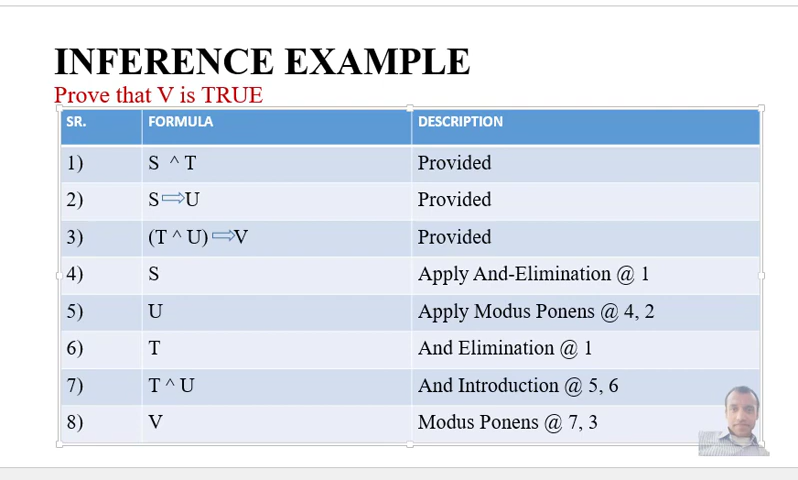 INFERENCE EXAMPLE
Prove that V is TRUE
SR. FORMULA DESCRIPTION
1) S ^ T Provided
2) S⇒U Provided
3) (T ^ U)⇒V Provided
4) S Apply And-Elimination @ 1
5) U Apply Modus Ponens @ 4, 2
6) T And Elimination @ 1
7) T ^ U And Introduction @ 5, 6
8) V Modus Ponens @ 7, 3